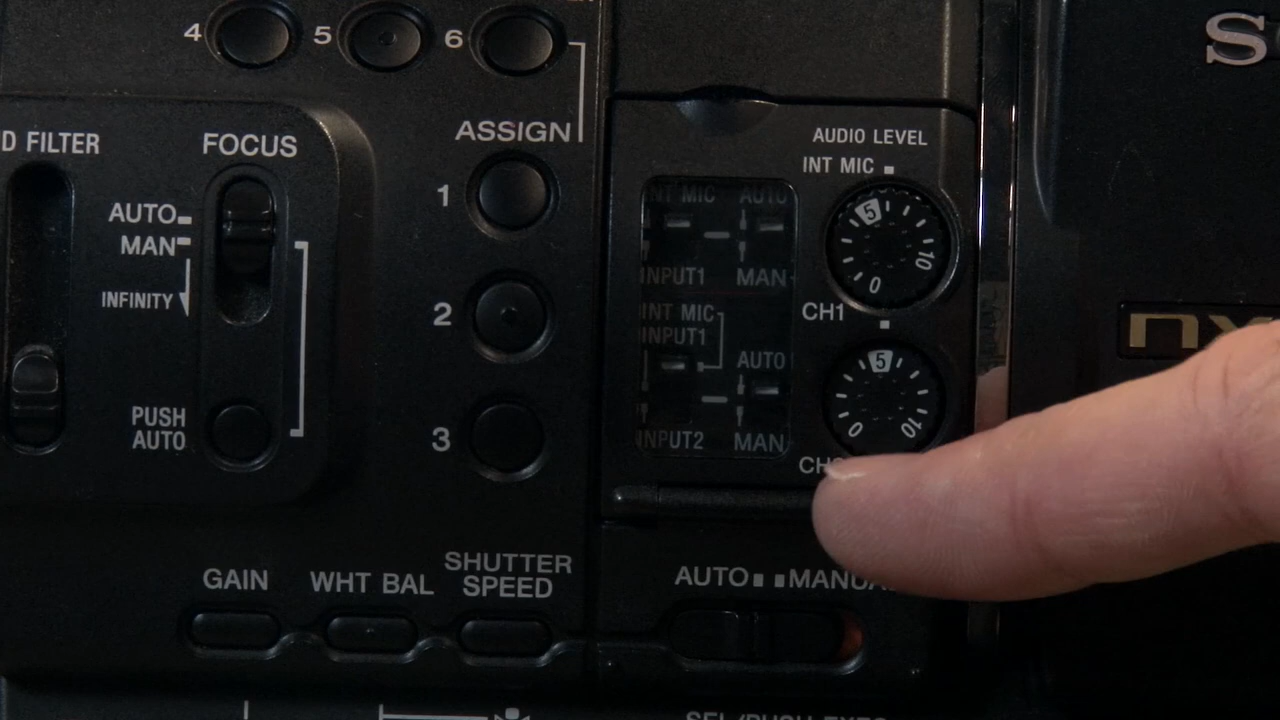 4 5 6
ASSIGN
1
2
3
FILTER
FOCUS
AUTO
MAN
INFINITY
PUSH
AUTO
GAIN
WHT BAL
SHUTTER
SPEED
AUDIO LEVEL
INT MIC
5
10
0
CH1
5
0
10
INT MIC AUTO
INPUT1 MAN
INT MIC
INPUT1
AUTO
INPUT2 MAN
AUTO